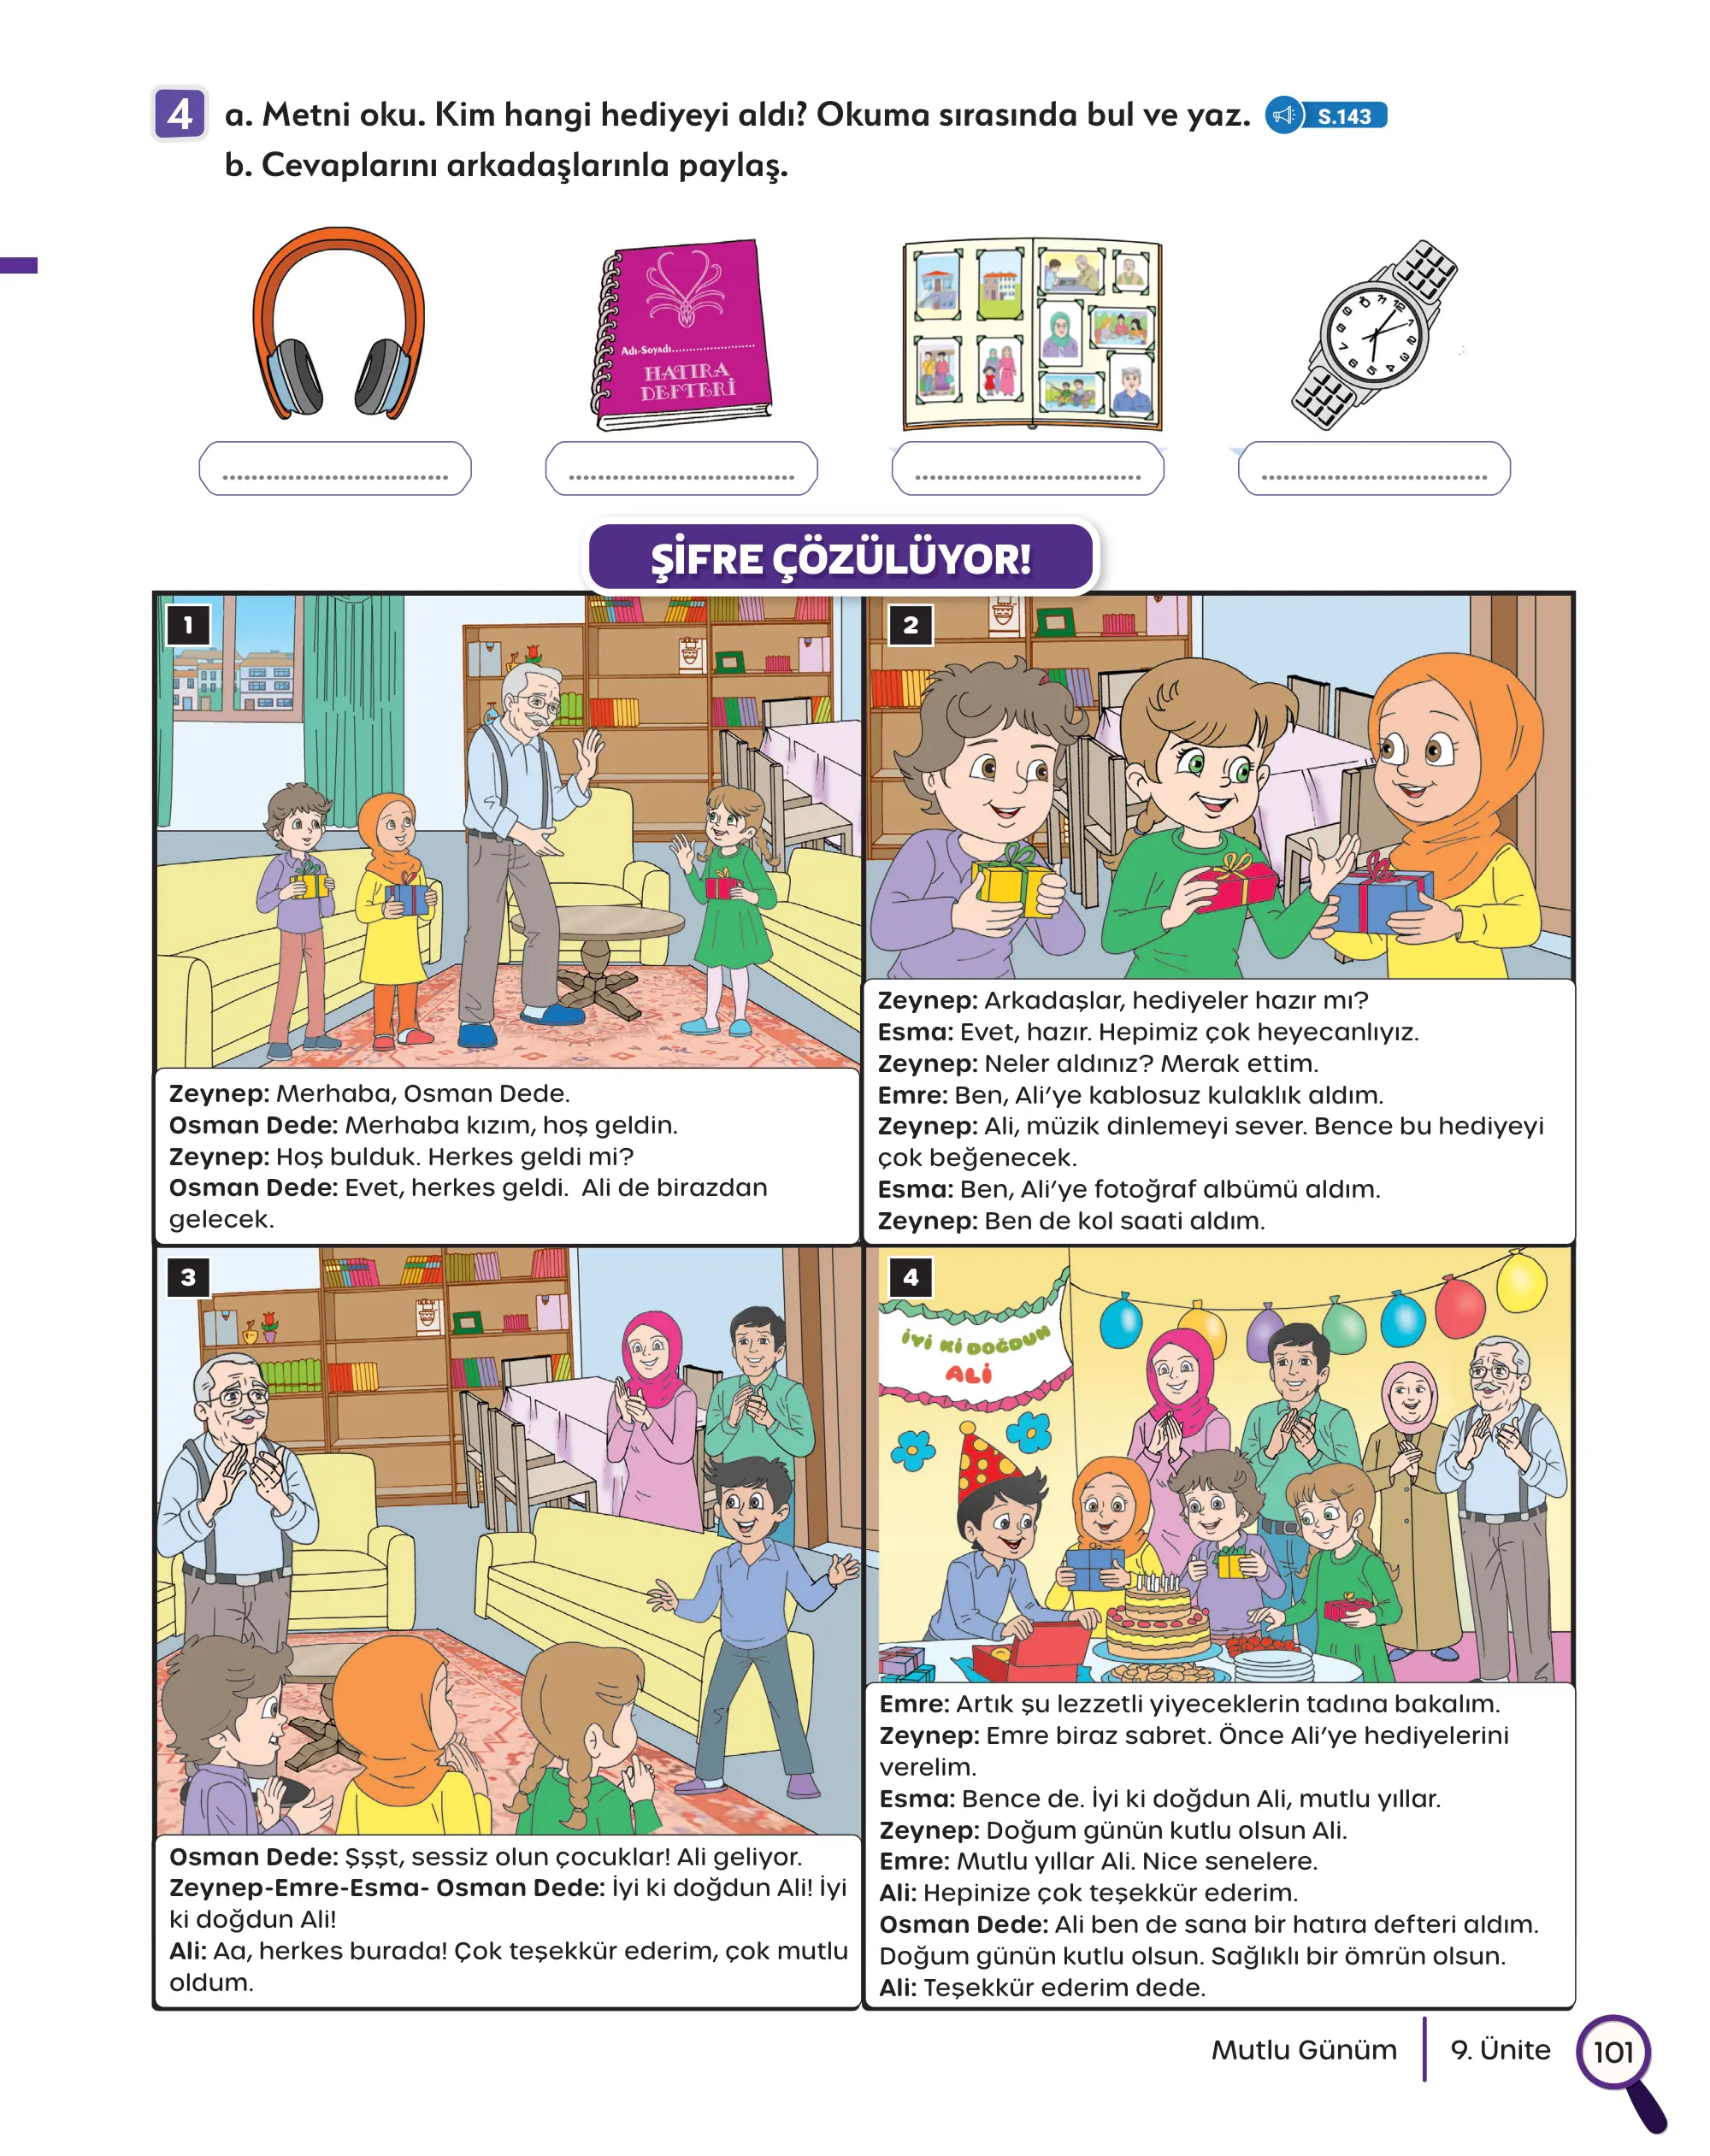 4 a. Metni oku. Kim hangi hediyeyi aldı? Okuma sırasında bul ve yaz. S.143
b. Cevaplarını arkadaşlarınla paylaş.
Adı-Soyadı........................
HATIRA
DEFTERİ
ŞİFRE ÇÖZÜLÜYOR!
1
Zeynep: Merhaba, Osman Dede.
Osman Dede: Merhaba kızım, hoş geldin.
Zeynep: Hoş bulduk. Herkes geldi mi?
Osman Dede: Evet, herkes geldi. Ali de birazdan
gelecek.
2
Zeynep: Arkadaşlar, hediyeler hazır mı?
Esma: Evet, hazır. Hepimiz çok heyecanlıyız.
Zeynep: Neler aldınız? Merak ettim.
Emre: Ben, Ali'ye kablosuz kulaklık aldım.
Zeynep: Ali, müzik dinlemeyi sever. Bence bu hediyeyi
çok beğenecek.
Esma: Ben, Ali'ye fotoğraf albümü aldım.
Zeynep: Ben de kol saati aldım.
3
Osman Dede: Şşşt, sessiz olun çocuklar! Ali geliyor.
Zeynep-Emre-Esma- Osman Dede: İyi ki doğdun Ali! İyi
ki doğdun Ali!
Ali: Aa, herkes burada! Çok teşekkür ederim, çok mutlu
oldum.
4
İYİ Kİ DOĞDUN
ALİ
Emre: Artık şu lezzetli yiyeceklerin tadına bakalım.
Zeynep: Emre biraz sabret. Önce Ali'ye hediyelerini
verelim.
Esma: Bence de. İyi ki doğdun Ali, mutlu yıllar.
Zeynep: Doğum günün kutlu olsun Ali.
Emre: Mutlu yıllar Ali. Nice senelere.
Ali: Hepinize çok teşekkür ederim.
Osman Dede: Ali ben de sana bir hatıra defteri aldım.
Doğum günün kutlu olsun. Sağlıklı bir ömrün olsun.
Ali: Teşekkür ederim dede.
Mutlu Günüm 9. Ünite 101